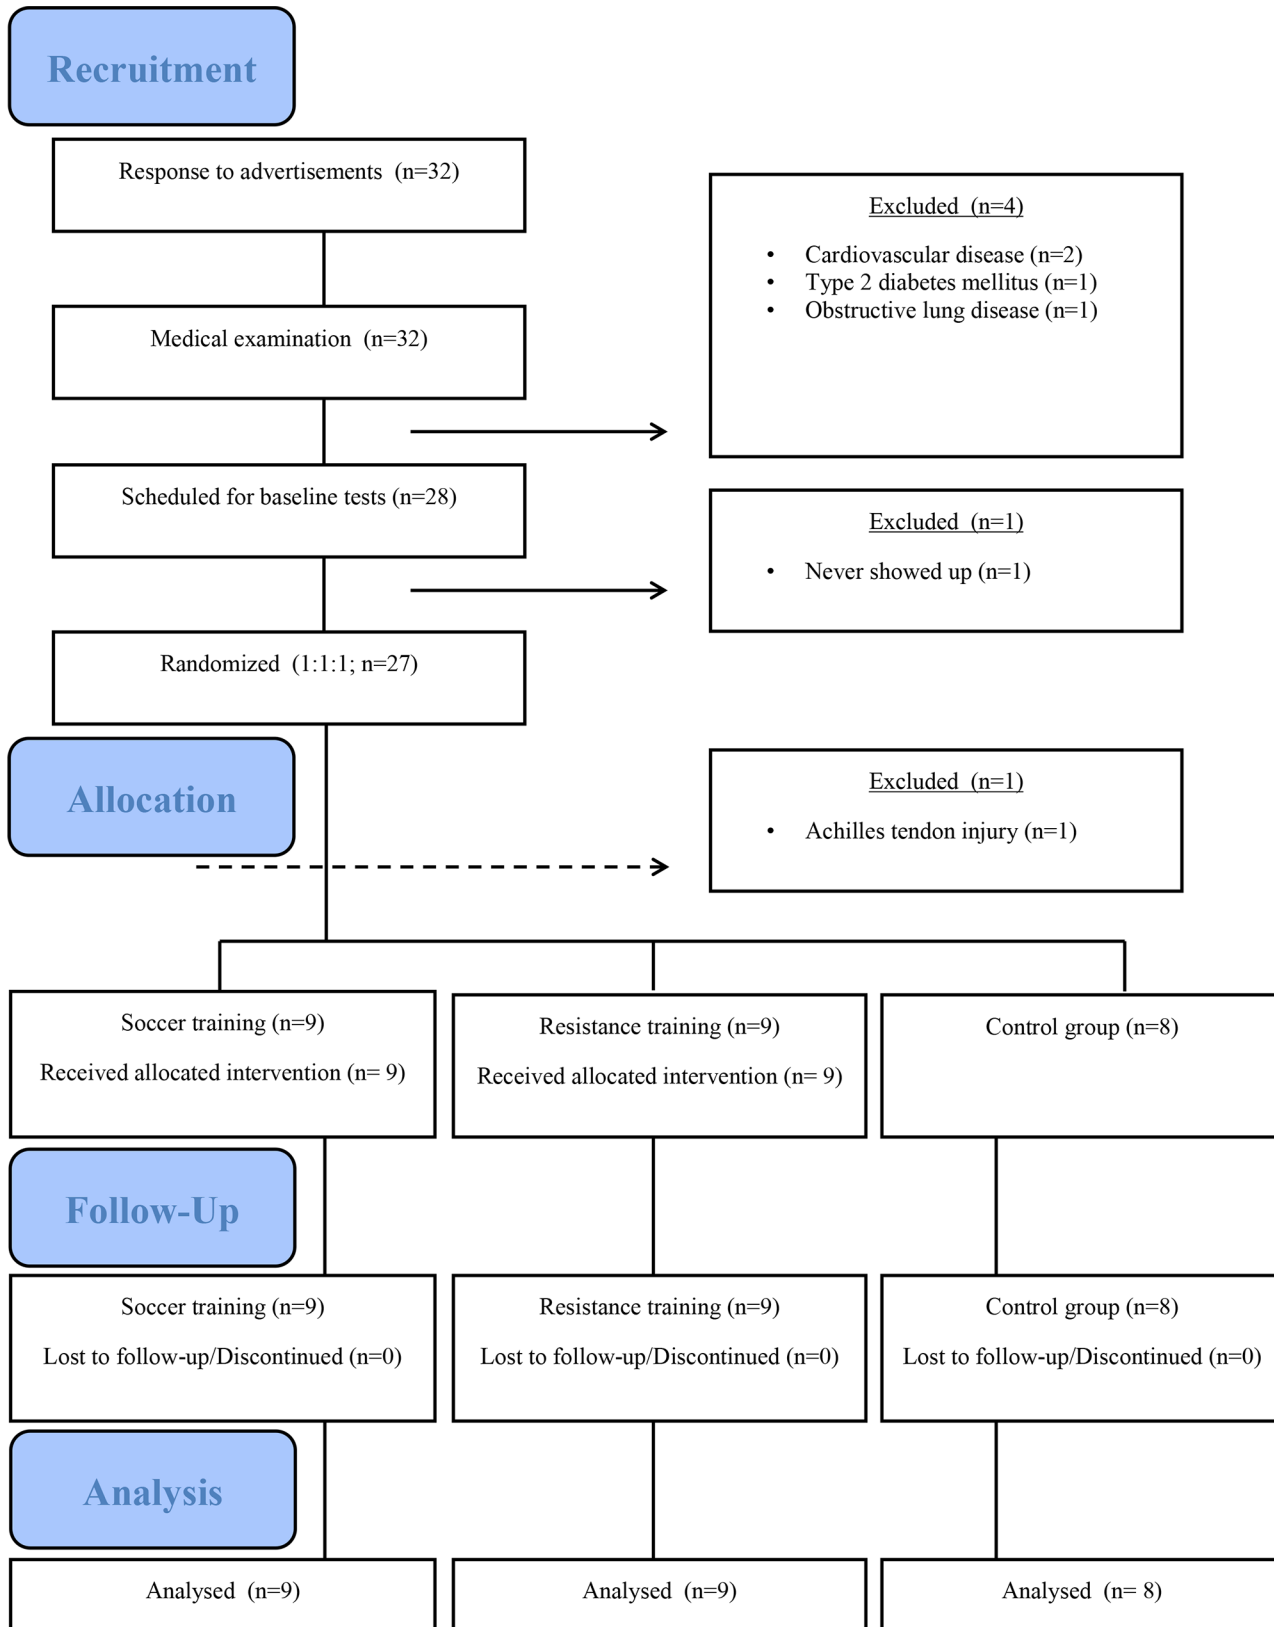 Recruitment
Response to advertisements (n=32)
Excluded (n=4)
• Cardiovascular disease (n=2)
• Type 2 diabetes mellitus (n=1)
• Obstructive lung disease (n=1)
Medical examination (n=32)
Scheduled for baseline tests (n=28)
Excluded (n=1)
• Never showed up (n=1)
Randomized (1:1:1; n=27)
Allocation
Excluded (n=1)
• Achilles tendon injury (n=1)
Soccer training (n=9)
Received allocated intervention (n= 9)
Resistance training (n=9)
Received allocated intervention (n= 9)
Control group (n=8)
Follow-Up
Soccer training (n=9)
Lost to follow-up/Discontinued (n=0)
Resistance training (n=9)
Lost to follow-up/Discontinued (n=0)
Control group (n=8)
Lost to follow-up/Discontinued (n=0)
Analysis
Analysed (n=9)
Analysed (n=9)
Analysed (n= 8)